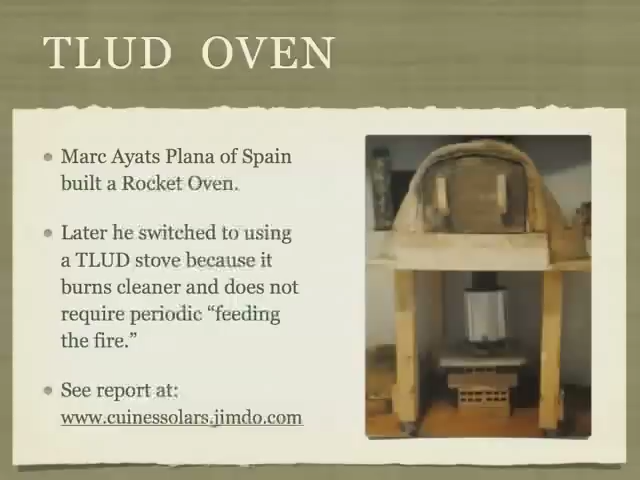 TLUD OVEN
Marc Ayats Plana of Spain
built a Rocket Oven.
Later he switched to using
a TLUD stove because it
burns cleaner and does not
require periodic “feeding
the fire.”
See report at:
www.cuinessolars.jimdo.com